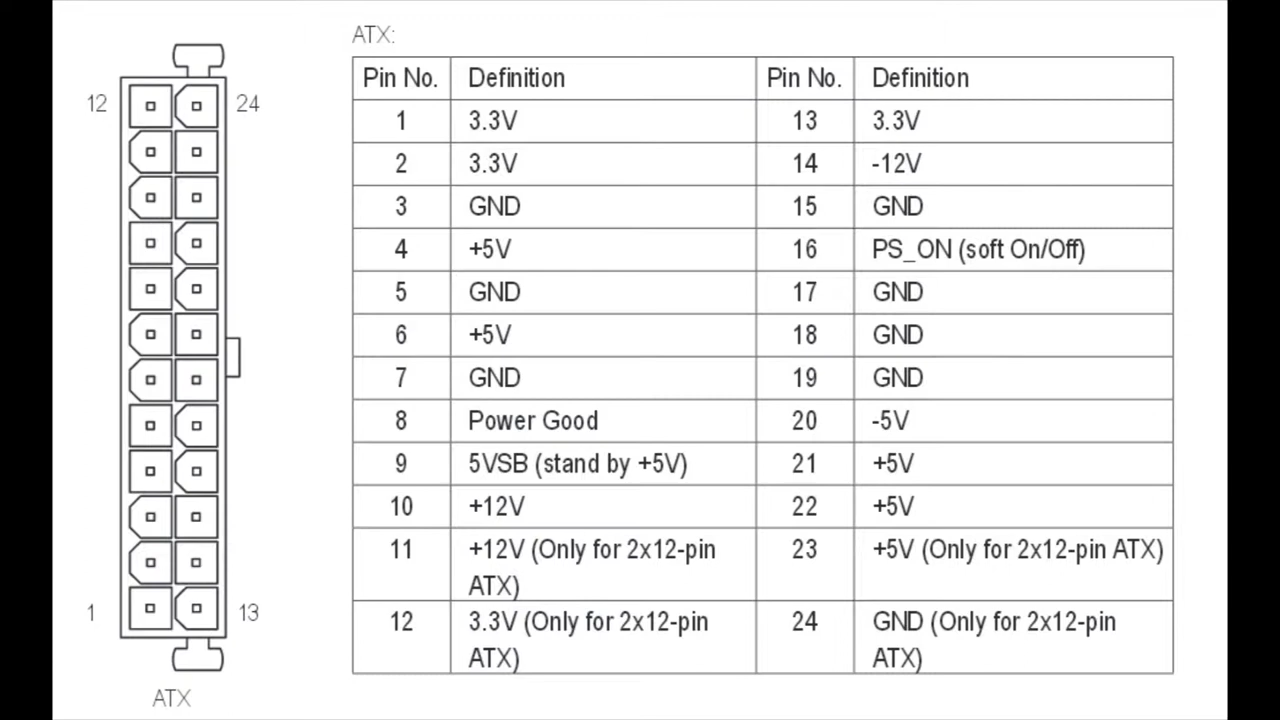 ATX:
Pin No. Definition Pin No. Definition
1 3.3V 13 3.3V
2 3.3V 14 -12V
3 GND 15 GND
4 +5V 16 PS_ON (soft On/Off)
5 GND 17 GND
6 +5V 18 GND
7 GND 19 GND
8 Power Good 20 -5V
9 5VSB (stand by +5V) 21 +5V
10 +12V 22 +5V
11 +12V (Only for 2x12-pin 23 +5V (Only for 2x12-pin ATX)
ATX)
12 3.3V (Only for 2x12-pin 24 GND (Only for 2x12-pin
ATX) ATX)
12 24
1 13
ATX